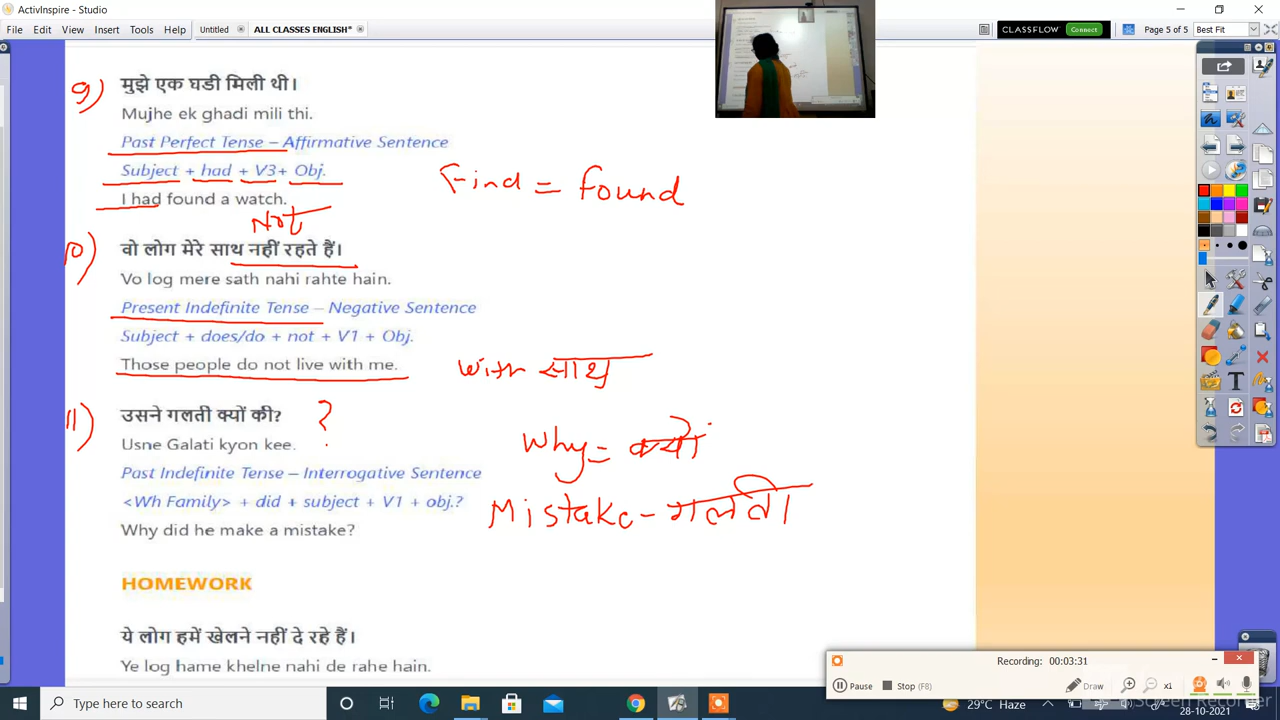 ActivInspire - Studio
File Edit View Insert Tools Help Untitled ALL CLASSES ENGLISH* CLASSFLOW Connect Page 5 of 5 Best Fit
9) मुझे एक घडी मिली थी।
Mujhe ek ghadi mili thi.
Past Perfect Tense – Affirmative Sentence
Subject + had + V3+ Obj.
Find = Found
I had found a watch.
Not
10) वो लोग मेरे साथ नहीं रहते हैं।
Vo log mere sath nahi rahte hain.
Present Indefinite Tense – Negative Sentence
Subject + does/do + not + V1 + Obj.
Those people do not live with me.
with साथ
11) उसने गलती क्यों की? ?
Usne Galati kyon kee.
Why = क्यों
Past Indefinite Tense – Interrogative Sentence
<Wh Family> + did + subject + V1 + obj.?
Mistake - गलती
Why did he make a mistake?
HOMEWORK
ये लोग हमें खेलने नहीं दे रहे हैं।
Ye log hame khelne nahi de rahe hain.
Recording: 00:03:31
Pause Stop (F8) Draw x1
Type here to search 29°C Haze 28-10-2021